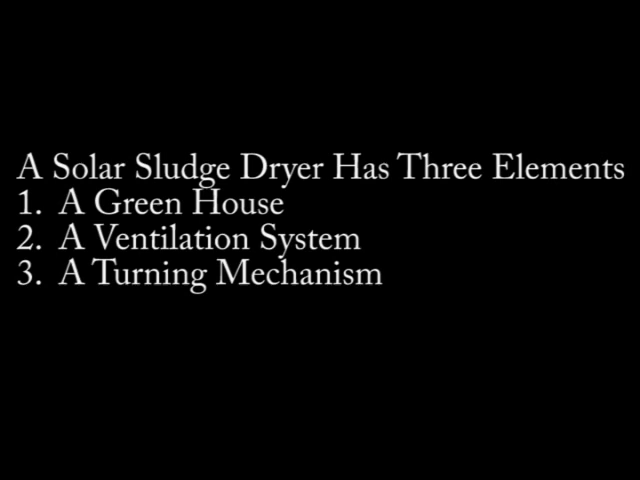 A Solar Sludge Dryer Has Three Elements
1. A Green House
2. A Ventilation System
3. A Turning Mechanism